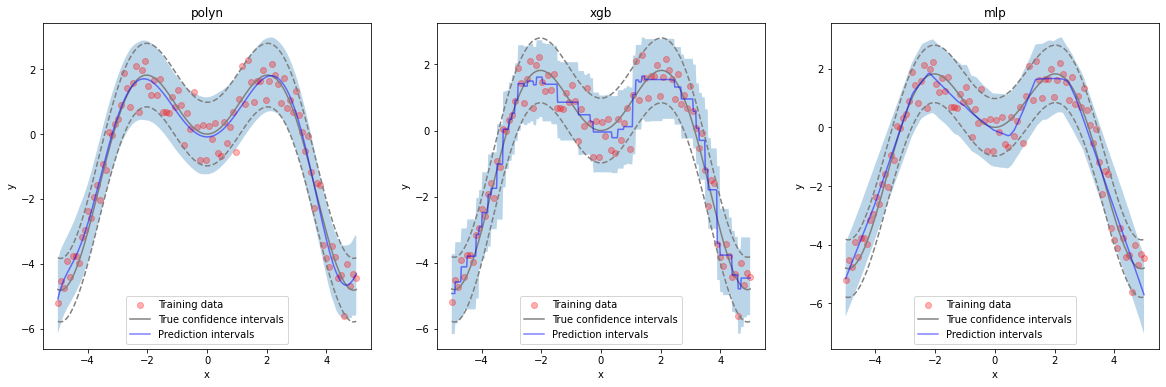 polyn
y
2
0
−2
−4
−6
Training data
True confidence intervals
Prediction intervals
−4 −2 0 2 4
x
xgb
y
2
0
−2
−4
−6
Training data
True confidence intervals
Prediction intervals
−4 −2 0 2 4
x
mlp
y
2
0
−2
−4
−6
Training data
True confidence intervals
Prediction intervals
−4 −2 0 2 4
x